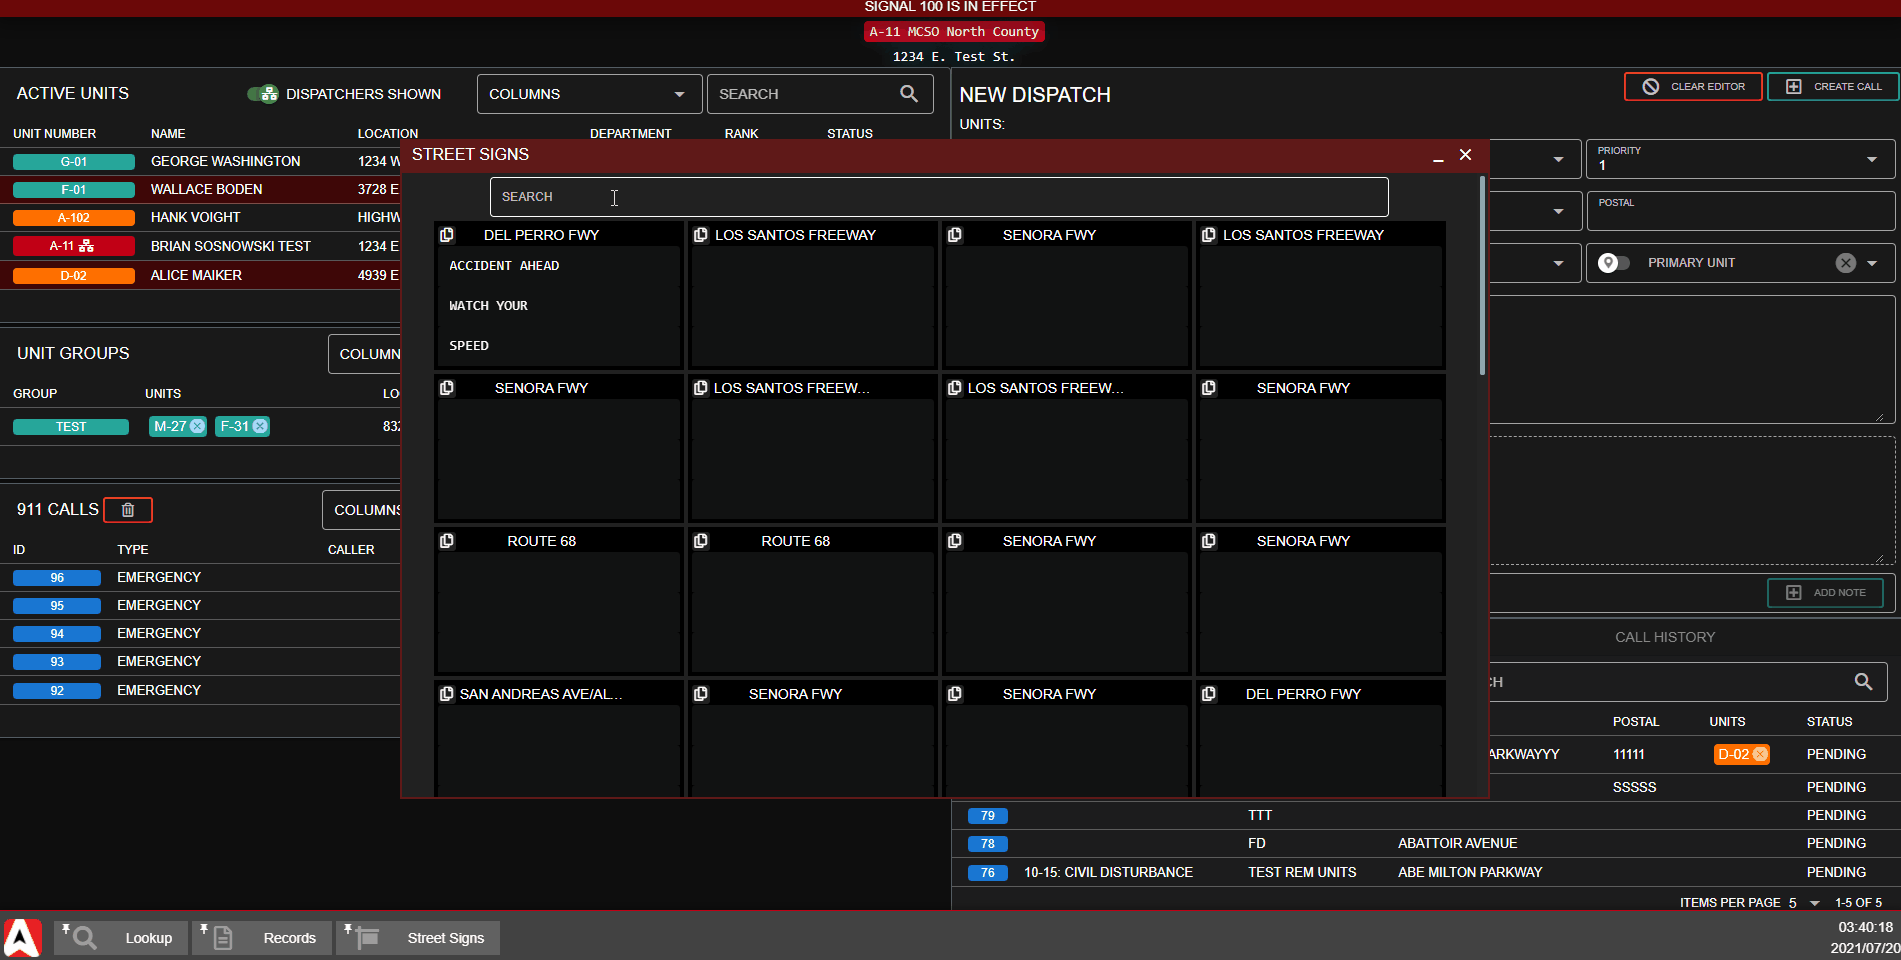 SIGNAL 100 IS IN EFFECT
A-11 MCSO North County
1234 E. Test St.
ACTIVE UNITS
DISPATCHERS SHOWN
COLUMNS
SEARCH
UNIT NUMBER NAME LOCATION DEPARTMENT RANK STATUS
G-01 GEORGE WASHINGTON 1234 W
F-01 WALLACE BODEN 3728 E
A-102 HANK VOIGHT HIGHW
A-11 BRIAN SOSNOWSKI TEST 1234 E
D-02 ALICE MAIKER 4939 E
UNIT GROUPS
COLUMN
GROUP UNITS LO
TEST M-27 F-31 832
911 CALLS
COLUMNS
ID TYPE CALLER
96 EMERGENCY
95 EMERGENCY
94 EMERGENCY
93 EMERGENCY
92 EMERGENCY
STREET SIGNS
SEARCH
DEL PERRO FWY
ACCIDENT AHEAD
WATCH YOUR
SPEED
LOS SANTOS FREEWAY
SENORA FWY
LOS SANTOS FREEWAY
SENORA FWY
LOS SANTOS FREEW...
LOS SANTOS FREEW...
SENORA FWY
ROUTE 68
ROUTE 68
SENORA FWY
SENORA FWY
SAN ANDREAS AVE/AL...
SENORA FWY
SENORA FWY
DEL PERRO FWY
NEW DISPATCH
CLEAR EDITOR
CREATE CALL
UNITS:
PRIORITY
1
POSTAL
PRIMARY UNIT
ADD NOTE
CALL HISTORY
CH
POSTAL UNITS STATUS
ARKWAYYY 11111 D-02 PENDING
SSSSS PENDING
79 TTT PENDING
78 FD ABATTOIR AVENUE PENDING
76 10-15: CIVIL DISTURBANCE TEST REM UNITS ABE MILTON PARKWAY PENDING
ITEMS PER PAGE 5 1-5 OF 5
Lookup
Records
Street Signs
03:40:18
2021/07/20